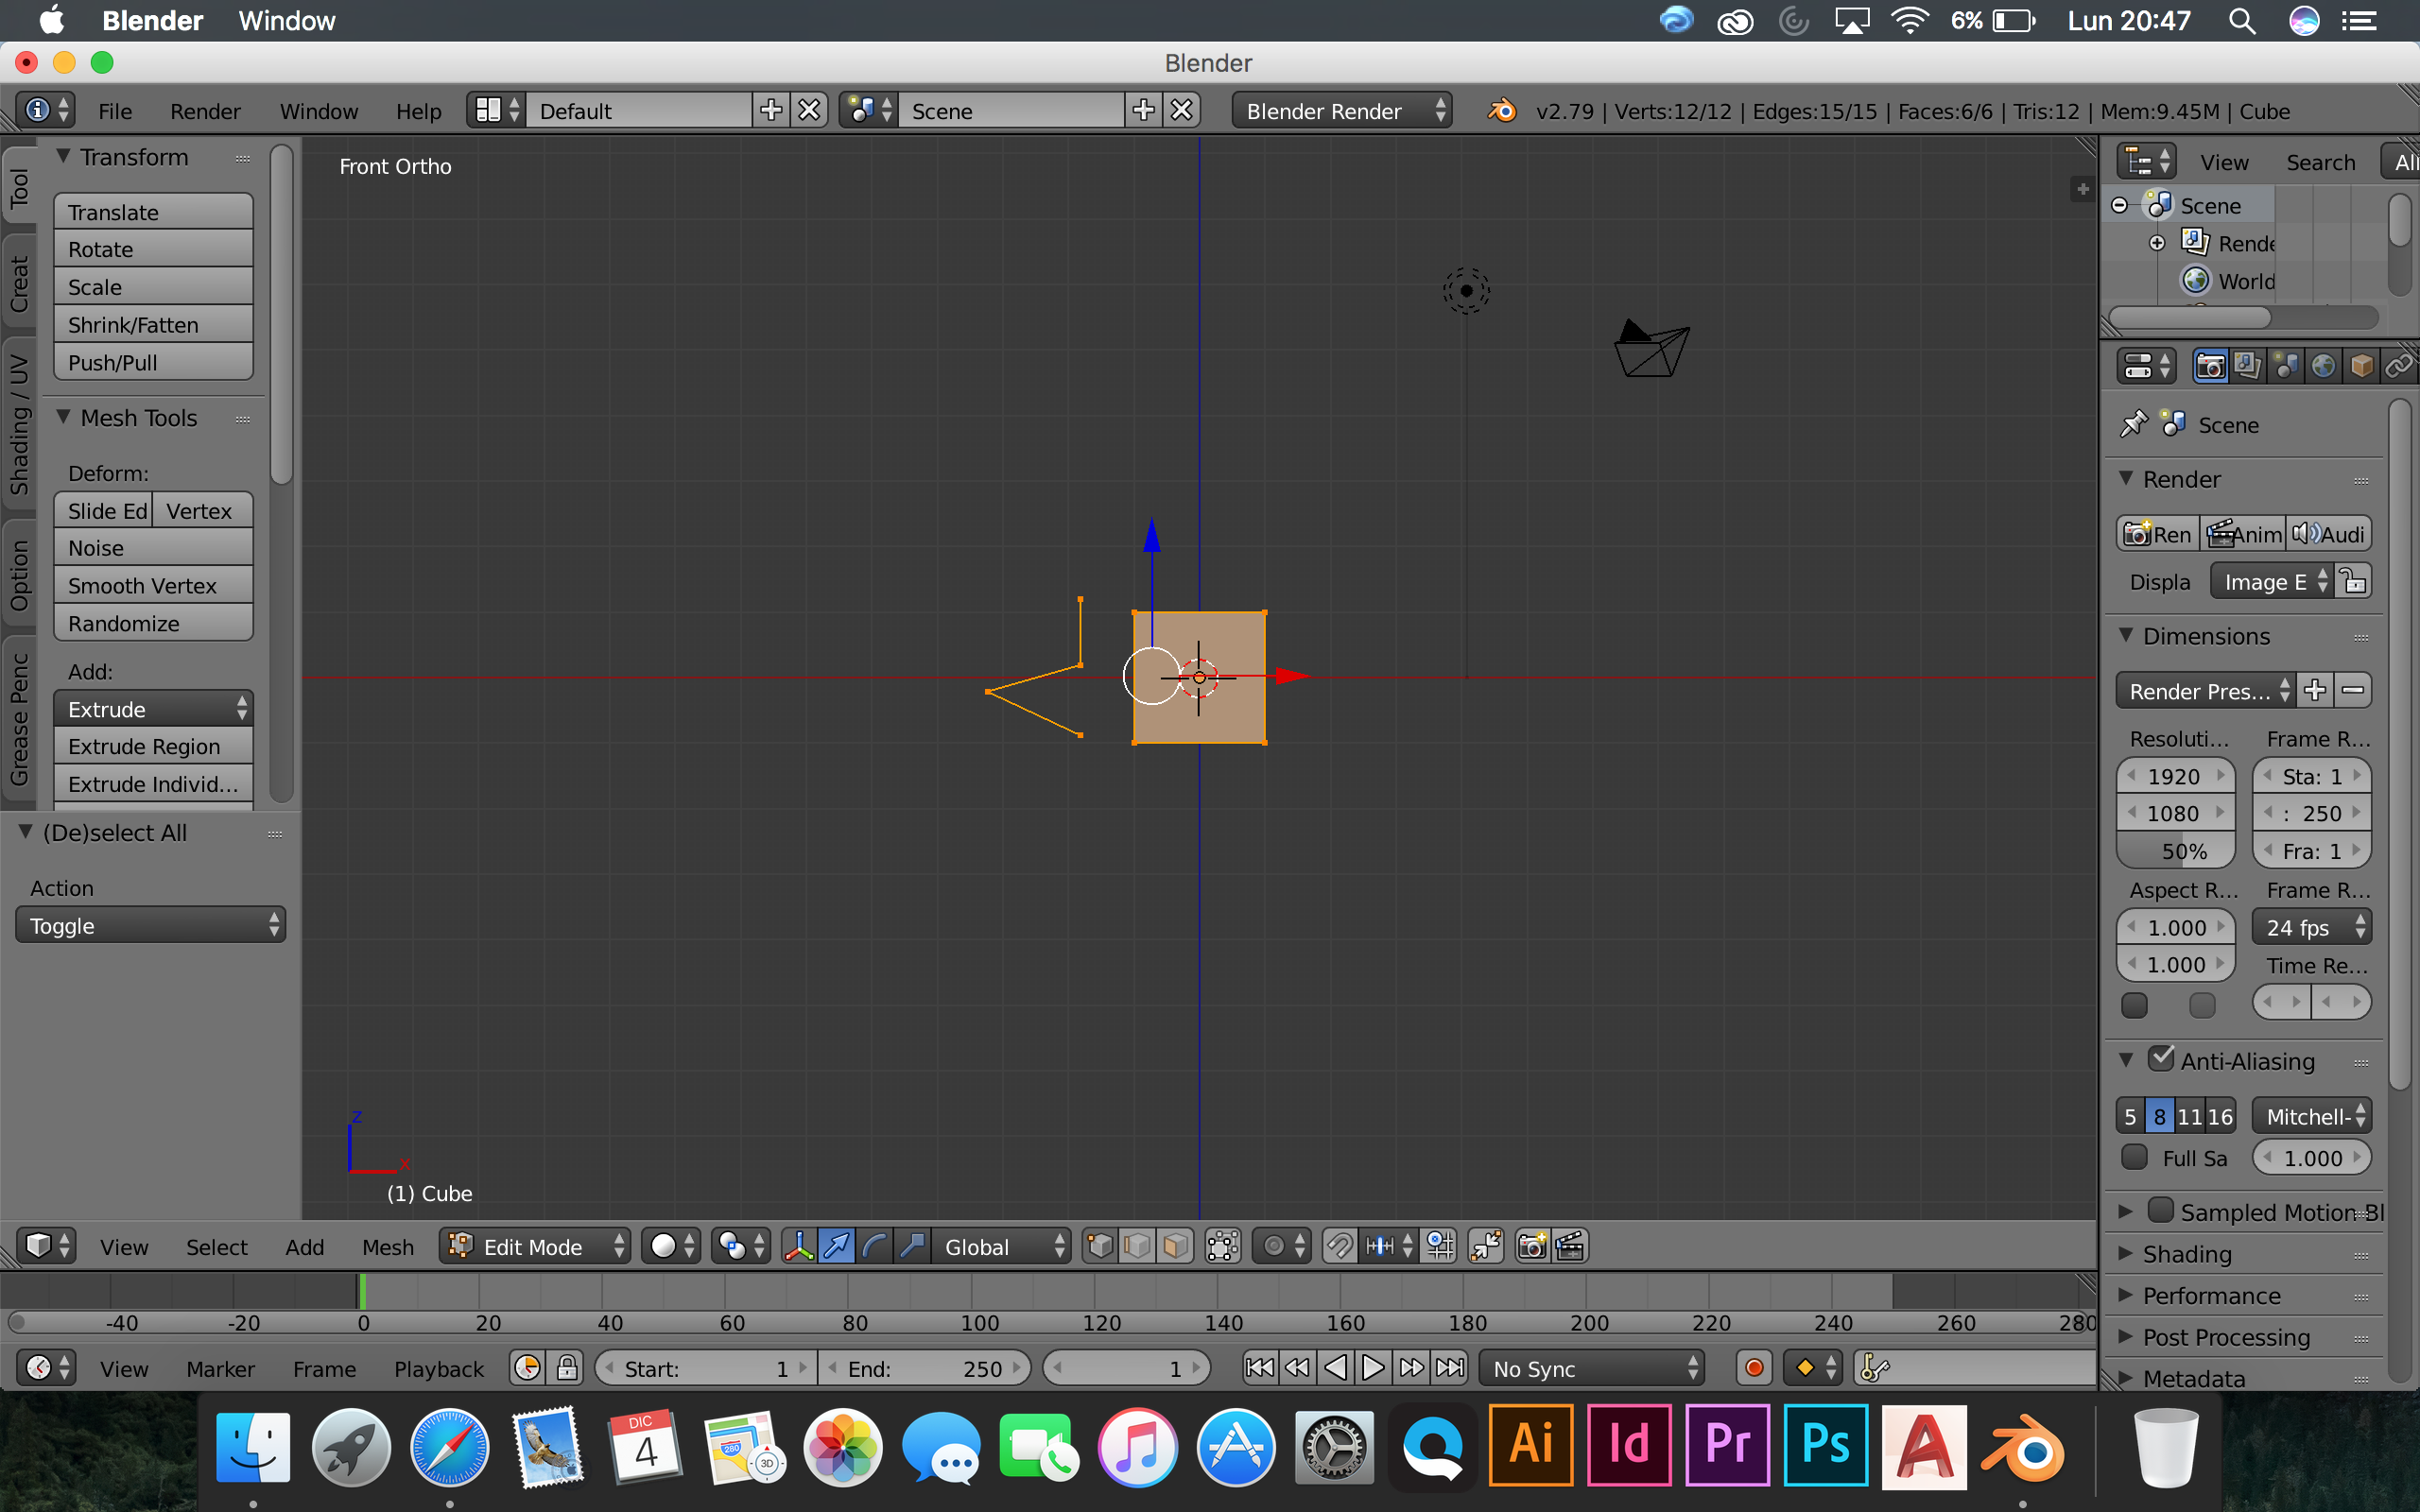 Blender Window 6% Lun 20:47
Blender
File Render Window Help Default Scene Blender Render v2.79 | Verts:12/12 | Edges:15/15 | Faces:6/6 | Tris:12 | Mem:9.45M | Cube
Tool
Creat
Shading / UV
Option
Grease Penc
Transform
Translate
Rotate
Scale
Shrink/Fatten
Push/Pull
Mesh Tools
Deform:
Slide Ed Vertex
Noise
Smooth Vertex
Randomize
Add:
Extrude
Extrude Region
Extrude Individ...
(De)select All
Action
Toggle
Front Ortho
z
x
(1) Cube
View Search All
Scene
Rende
World
Scene
Render
Ren Anim Audi
Displa Image E
Dimensions
Render Pres...
Resoluti... Frame R...
1920 Sta: 1
1080 : 250
50% Fra: 1
Aspect R... Frame R...
1.000 24 fps
1.000 Time Re...
Anti-Aliasing
5 8 11 16 Mitchell-
Full Sa 1.000
Sampled Motion Bl
Shading
Performance
Post Processing
Metadata
View Select Add Mesh Edit Mode Global
-40 -20 0 20 40 60 80 100 120 140 160 180 200 220 240 260 280
View Marker Frame Playback Start: 1 End: 250 1 No Sync
DIC
4
280
3D
Ai Id Pr Ps